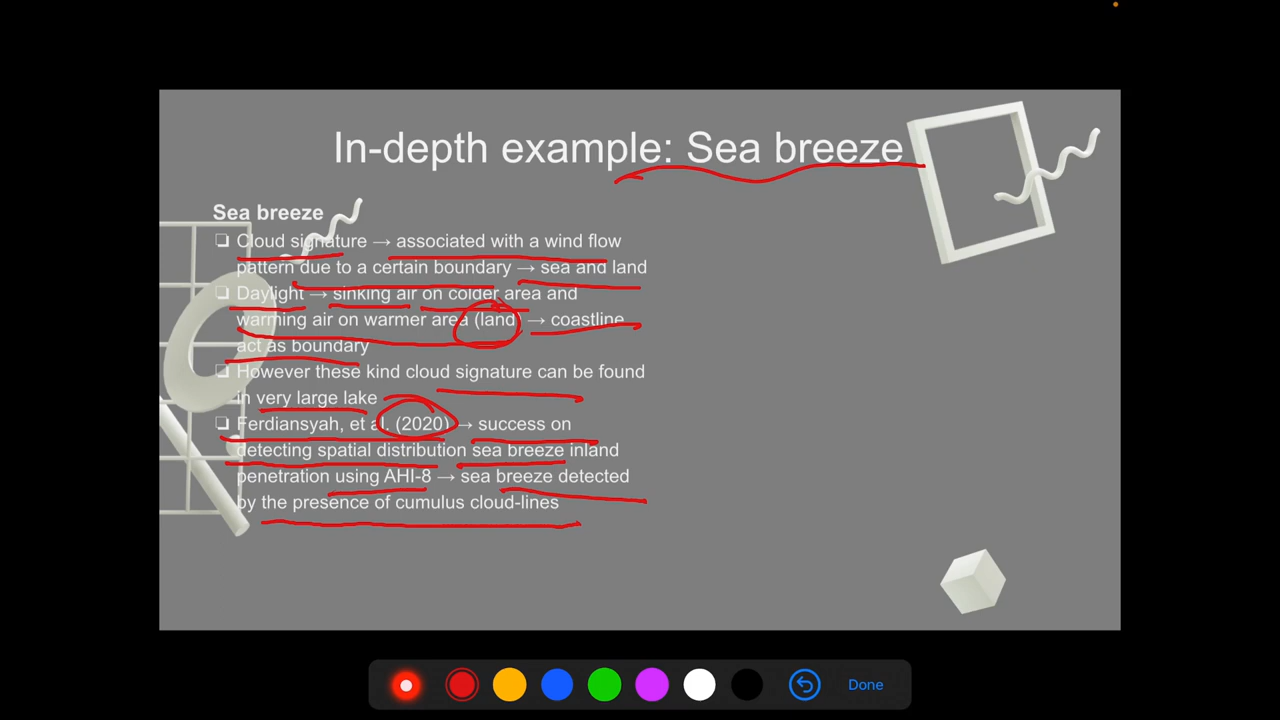 In-depth example: Sea breeze
Sea breeze
❏ Cloud signature → associated with a wind flow
pattern due to a certain boundary → sea and land
❏ Daylight → sinking air on colder area and
warming air on warmer area (land) → coastline
act as boundary
❏ However these kind cloud signature can be found
in very large lake
❏ Ferdiansyah, et al. (2020) → success on
detecting spatial distribution sea breeze inland
penetration using AHI-8 → sea breeze detected
by the presence of cumulus cloud-lines
Done